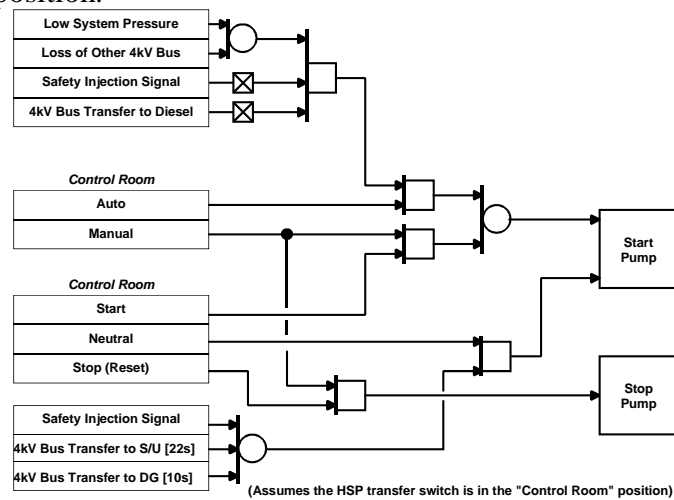 position.
Low System Pressure
Loss of Other 4kV Bus
Safety Injection Signal
4kV Bus Transfer to Diesel
Control Room
Auto
Manual
Control Room
Start
Neutral
Stop (Reset)
Safety Injection Signal
4kV Bus Transfer to S/U [22s]
4kV Bus Transfer to DG [10s]
Start
Pump
Stop
Pump
(Assumes the HSP transfer switch is in the "Control Room" position)